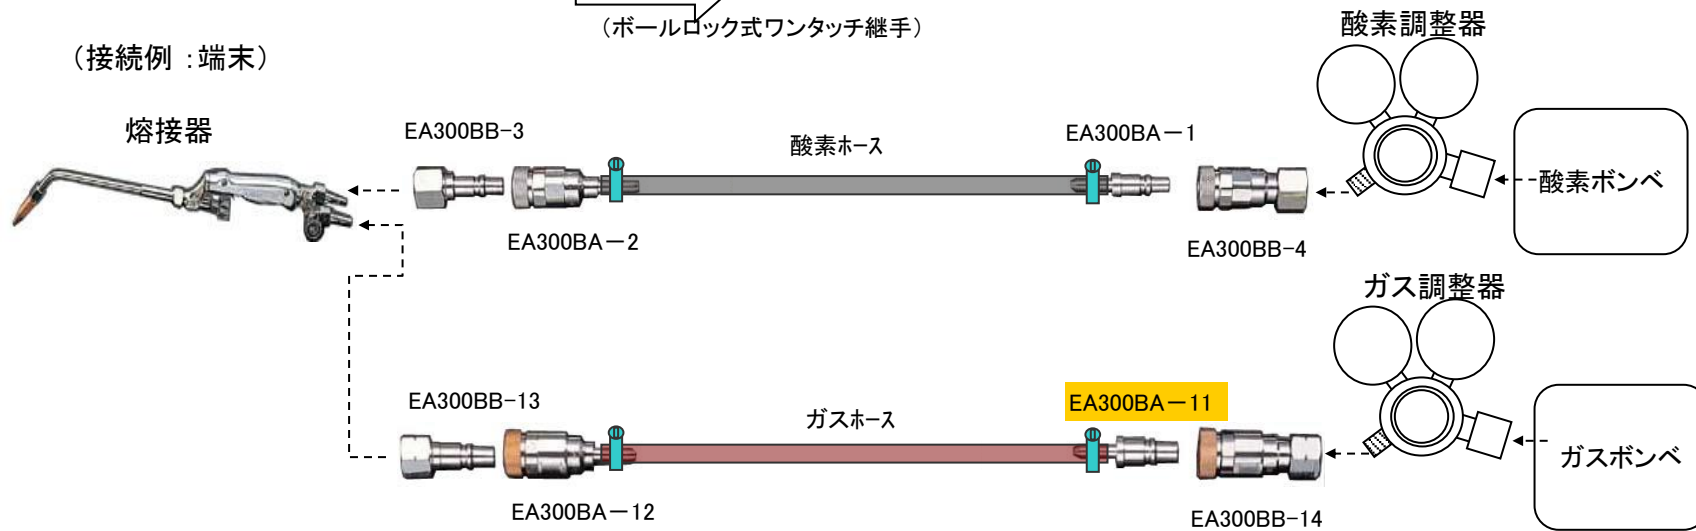 (ボールロック式ワンタッチ継手)
酸素調整器
(接続例 :端末)
熔接器
EA300BB-3
酸素ホース
EA300BA-1
酸素ボンベ
EA300BA-2
EA300BB-4
ガス調整器
EA300BB-13
ガスホース
EA300BA-11
ガスボンベ
EA300BA-12
EA300BB-14